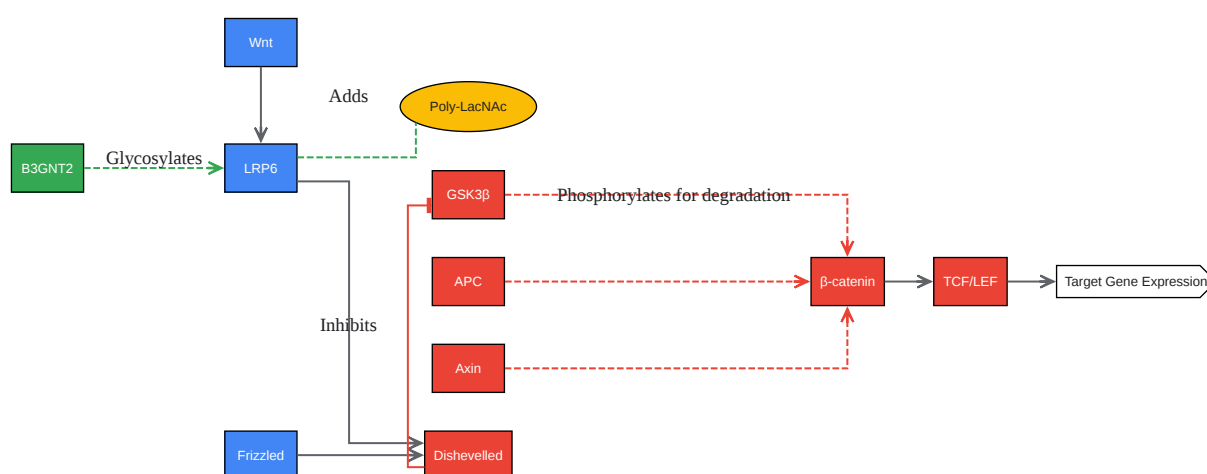 Wnt
Adds
Poly-LacNAc
B3GNT2
Glycosylates
LRP6
GSK3β
Phosphorylates for degradation
APC
β-catenin
TCF/LEF
Target Gene Expression
Inhibits
Axin
Frizzled
Dishevelled